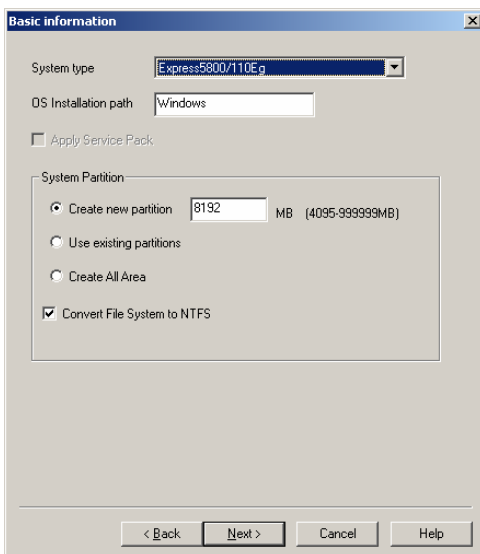 Basic information
System type Express5800/110Eg
OS Installation path Windows
Apply Service Pack
System Partition
Create new partition 8192 MB (4095-999999MB)
Use existing partitions
Create All Area
Convert File System to NTFS
< Back Next > Cancel Help